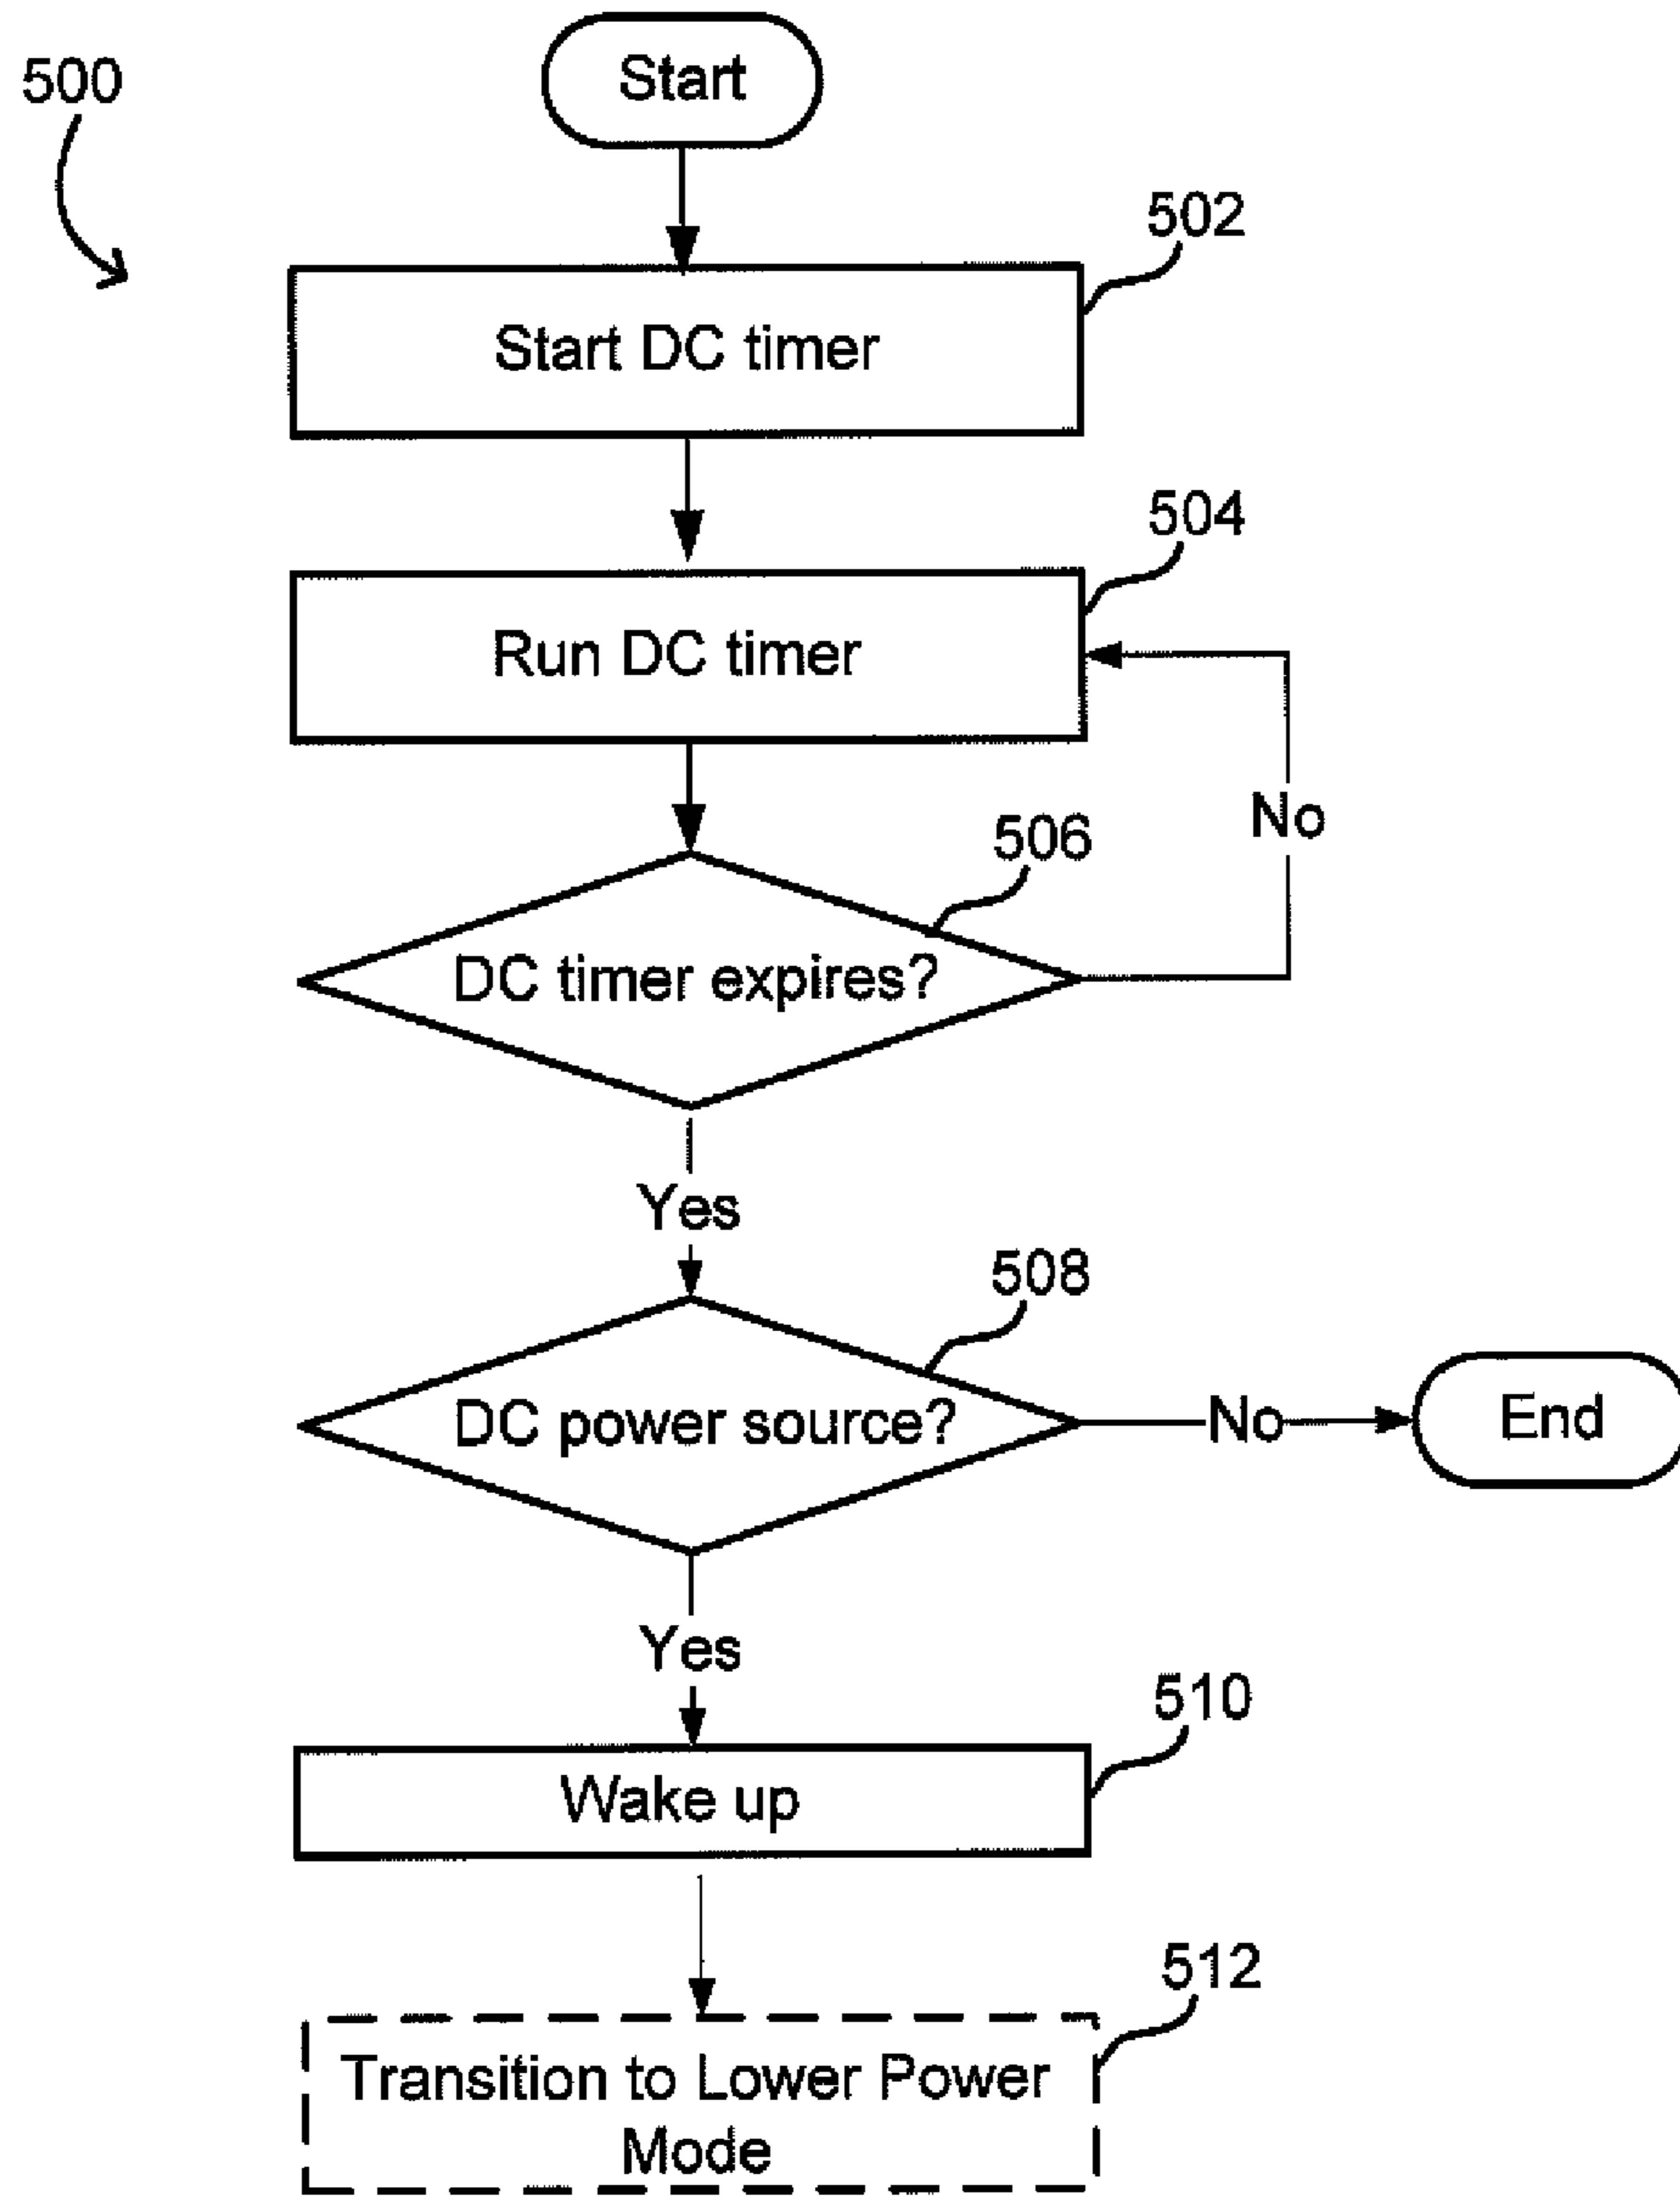 Start
500
502
Start DC timer
504
Run DC timer
No
506
DC timer expires?
Yes
508
DC power source?
No
End
Yes
510
Wake up
512
Transition to Lower Power
Mode